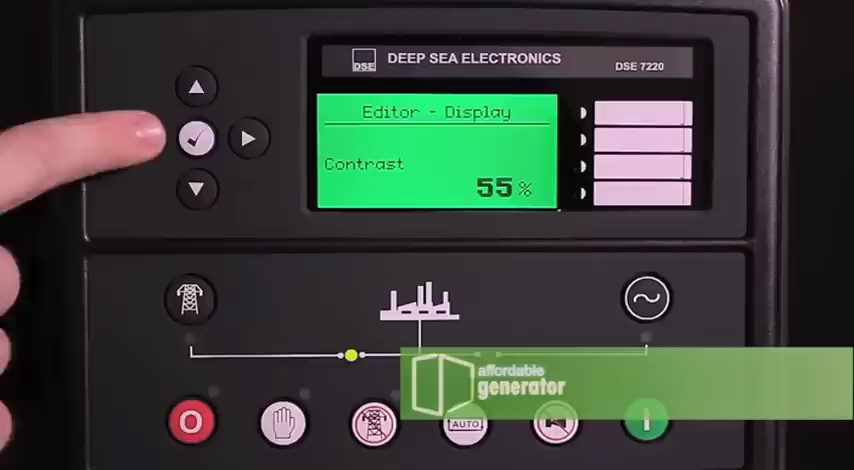 DSE
DEEP SEA ELECTRONICS
DSE 7220
Editor - Display
Contrast
55 %
affordable
generator
O
AUTO
I